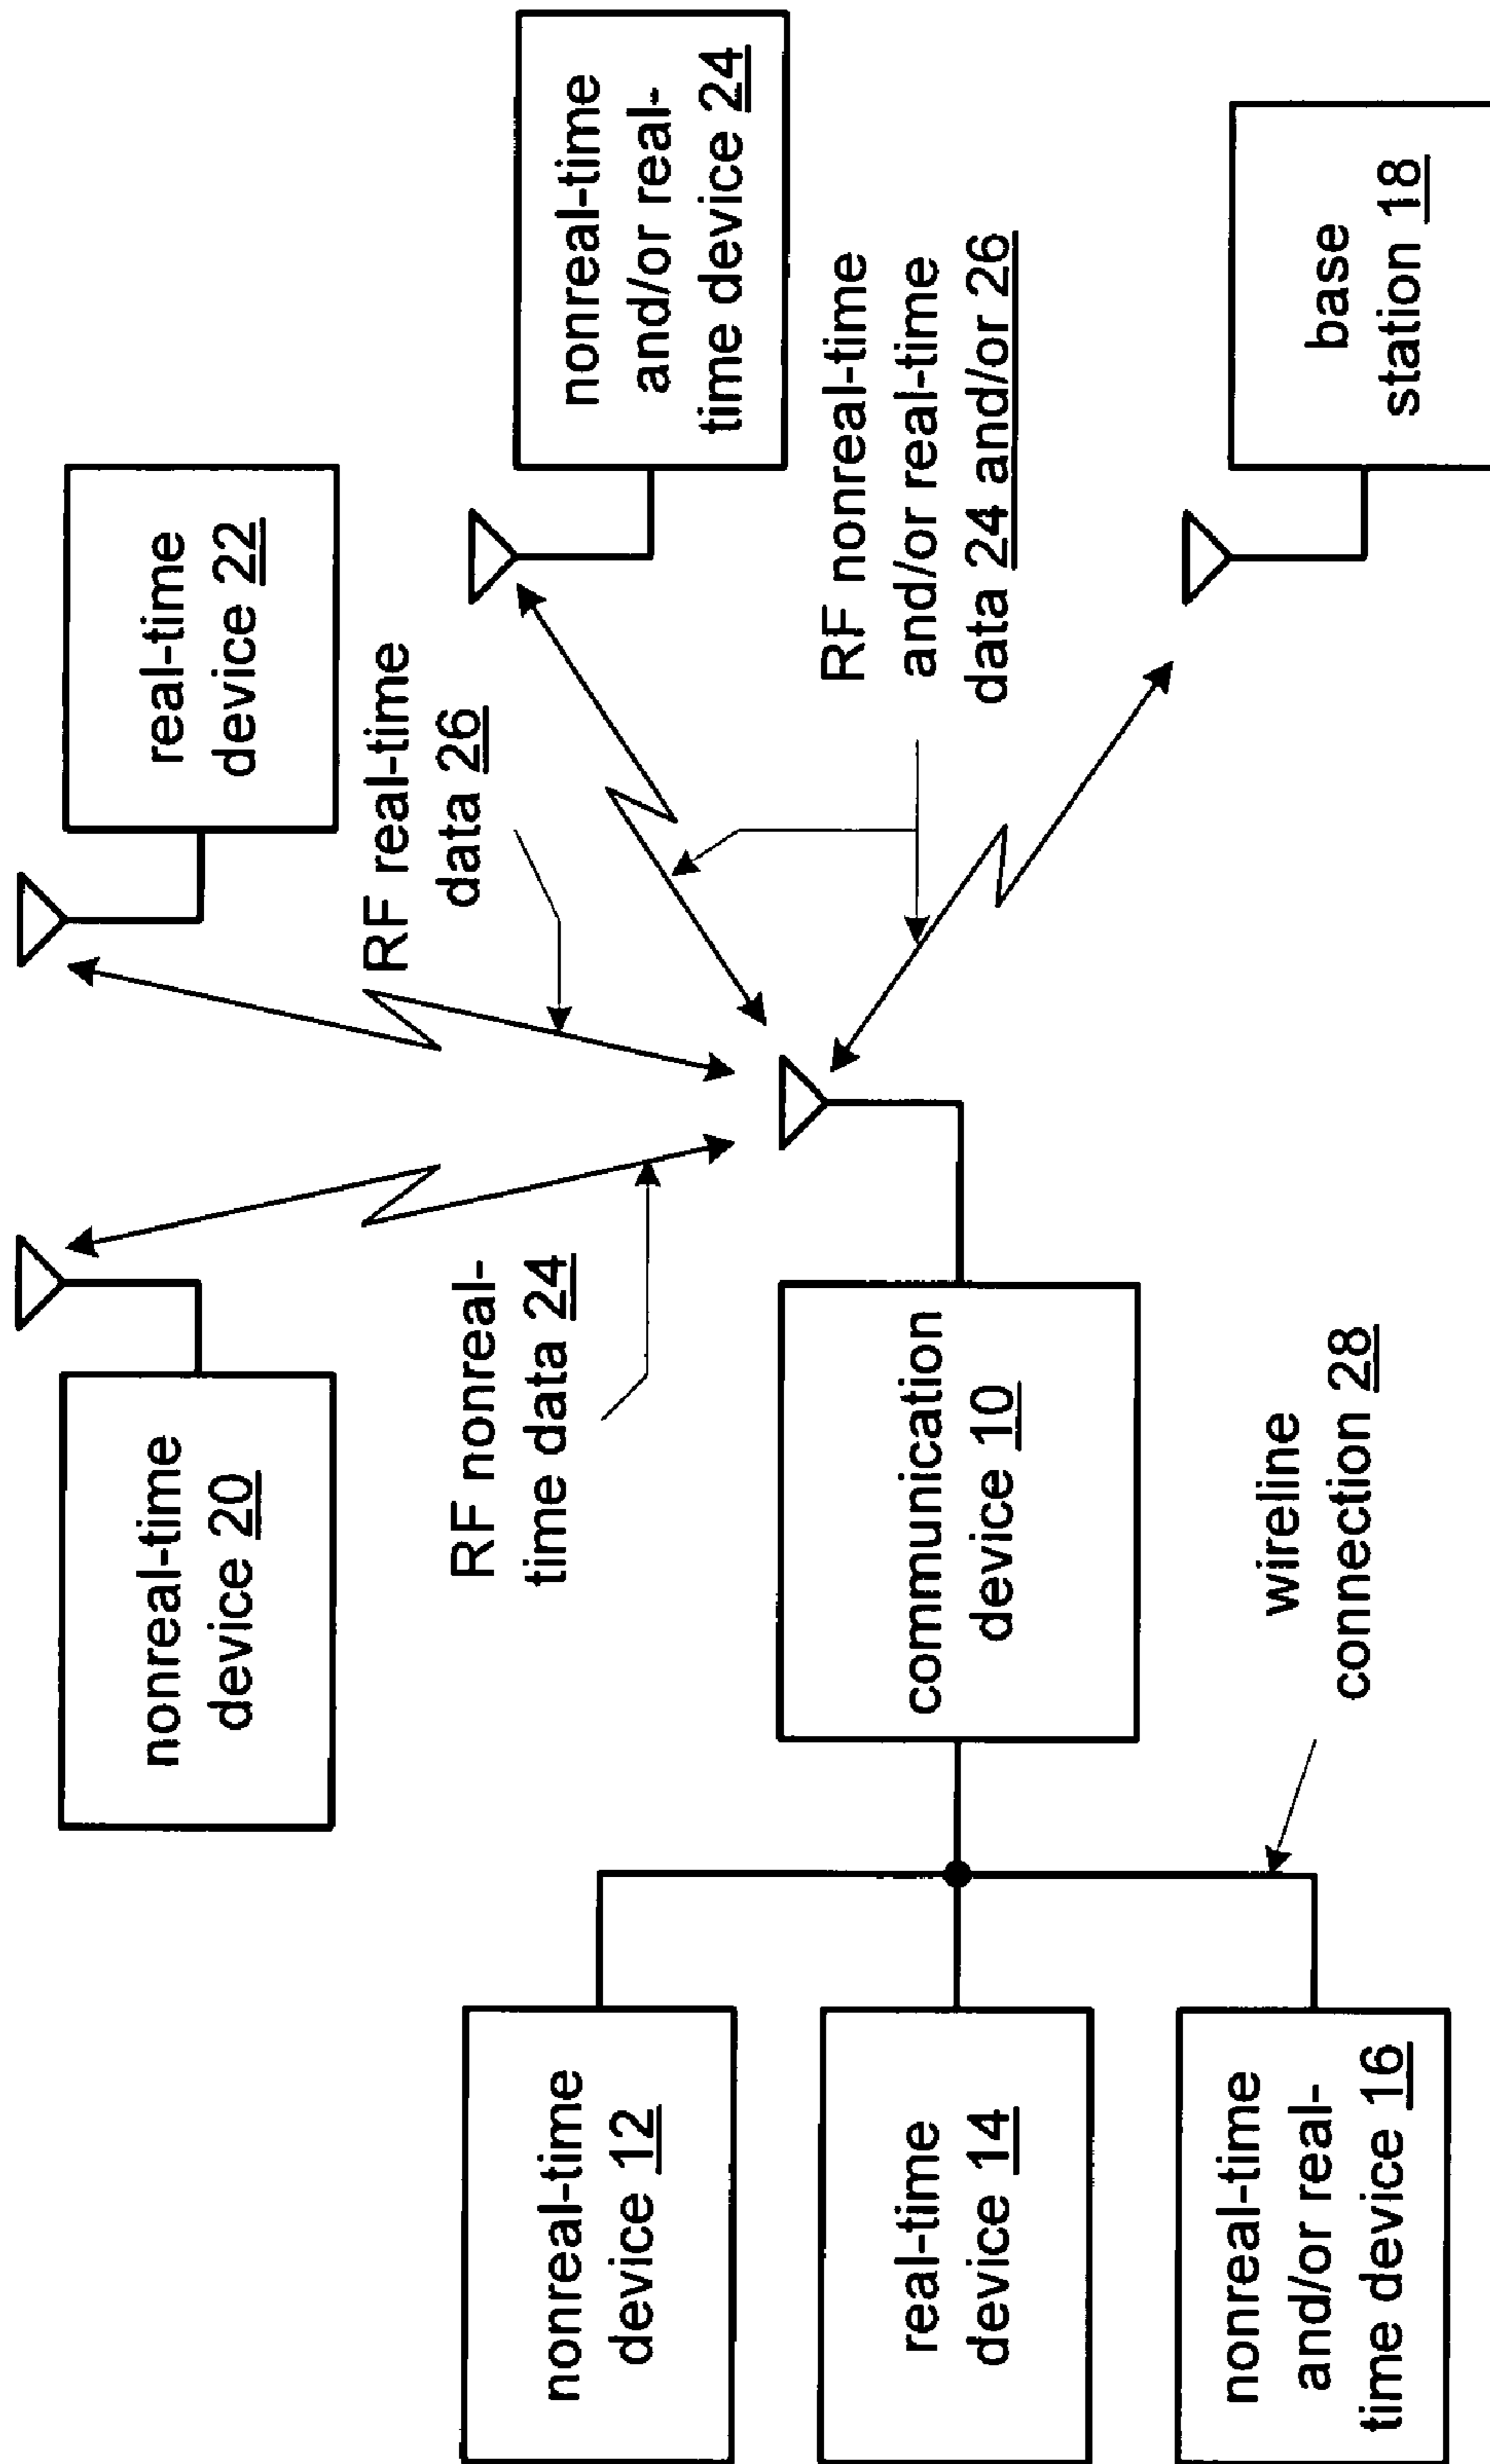 nonreal-time
device 20
real-time
device 22
RF real-time
data 26
RF nonreal-
time data 24
nonreal-time
and/or real-
time device 24
RF nonreal-time
and/or real-time
data 24 and/or 26
nonreal-time
device 12
real-time
device 14
nonreal-time
and/or real-
time device 16
communication
device 10
wireline
connection 28
base
station 18